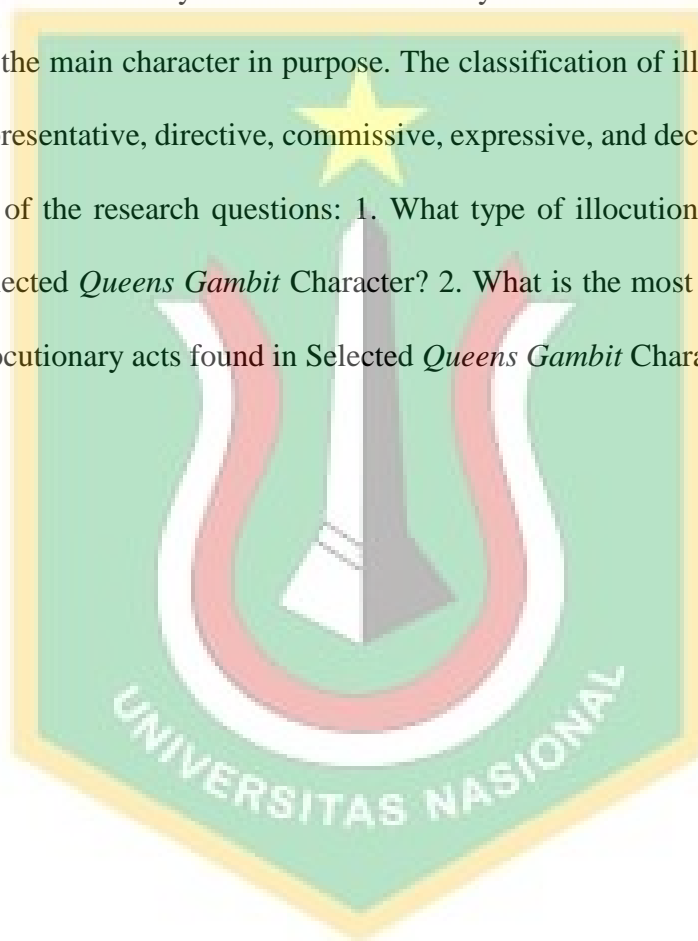 the main character in purpose. The classification of ill
presentative, directive, commissive, expressive, and dec
of the research questions: 1. What type of illocution
lected Queens Gambit Character? 2. What is the most
ocutionary acts found in Selected Queens Gambit Chara
UNIVERSITAS NASIONAL